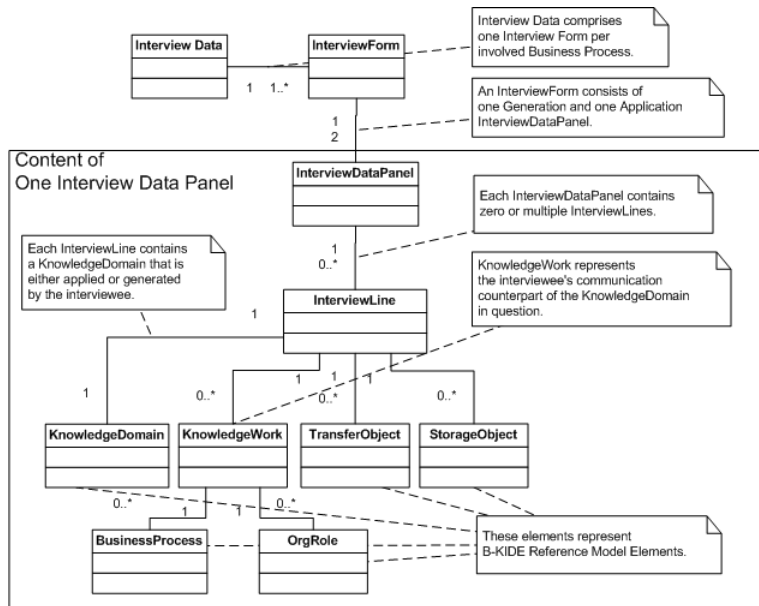 Interview Data
InterviewForm
Interview Data comprises
one Interview Form per
involved Business Process.
1
1..*
An InterviewForm consists of
one Generation and one Application
InterviewDataPanel.
1
2
Content of
One Interview Data Panel
InterviewDataPanel
Each InterviewDataPanel contains
zero or multiple InterviewLines.
Each InterviewLine contains
a KnowledgeDomain that is
either applied or generated
by the interviewee.
1
0..*
KnowledgeWork represents
the interviewee's communication
counterpart of the KnowledgeDomain
in question.
InterviewLine
1
1
1
1
1
0..*
0..*
0..*
KnowledgeDomain
KnowledgeWork
TransferObject
StorageObject
0..*
1
1
0..*
BusinessProcess
OrgRole
These elements represent
B-KIDE Reference Model Elements.